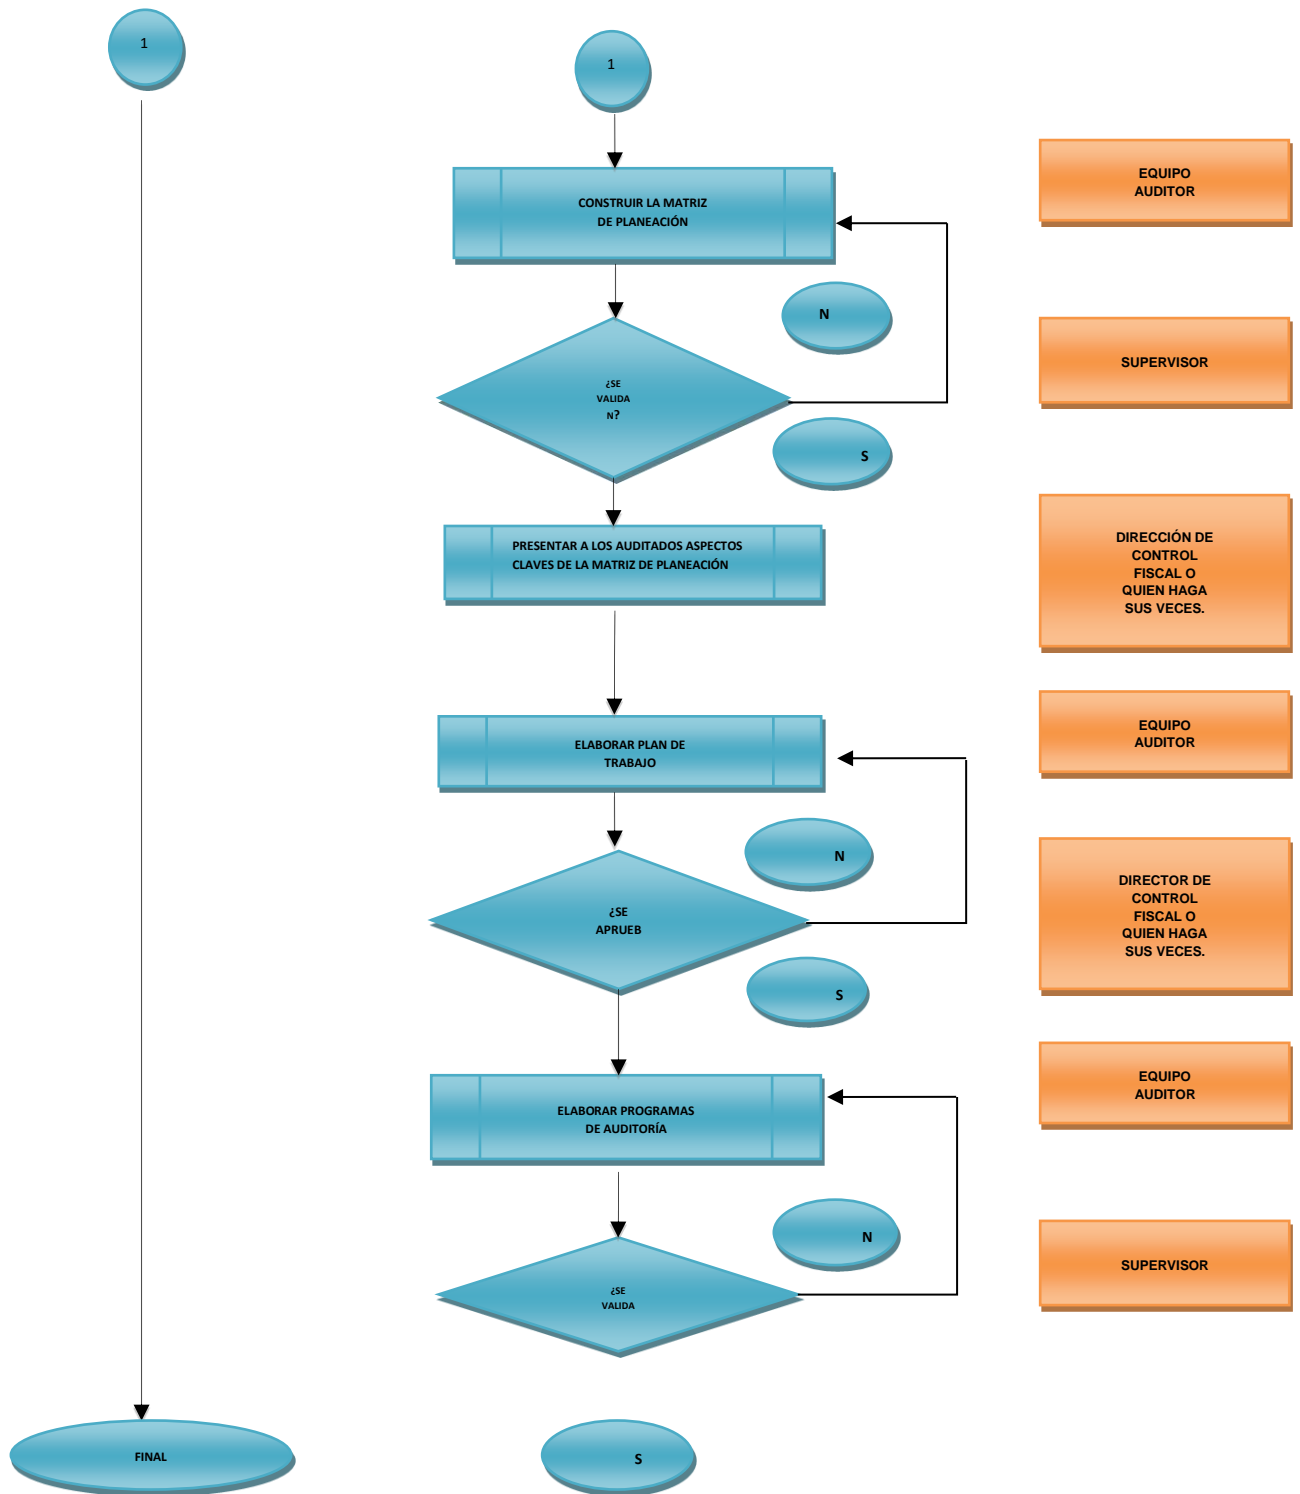 1
1
CONSTRUIR LA MATRIZ
DE PLANEACIÓN
EQUIPO
AUDITOR
N
¿SE
VALIDA
N?
SUPERVISOR
S
PRESENTAR A LOS AUDITADOS ASPECTOS
CLAVES DE LA MATRIZ DE PLANEACIÓN
DIRECCIÓN DE
CONTROL
FISCAL O
QUIEN HAGA
SUS VECES.
ELABORAR PLAN DE
TRABAJO
EQUIPO
AUDITOR
N
¿SE
APRUEB
DIRECTOR DE
CONTROL
FISCAL O
QUIEN HAGA
SUS VECES.
S
ELABORAR PROGRAMAS
DE AUDITORÍA
EQUIPO
AUDITOR
N
¿SE
VALIDA
SUPERVISOR
FINAL
S